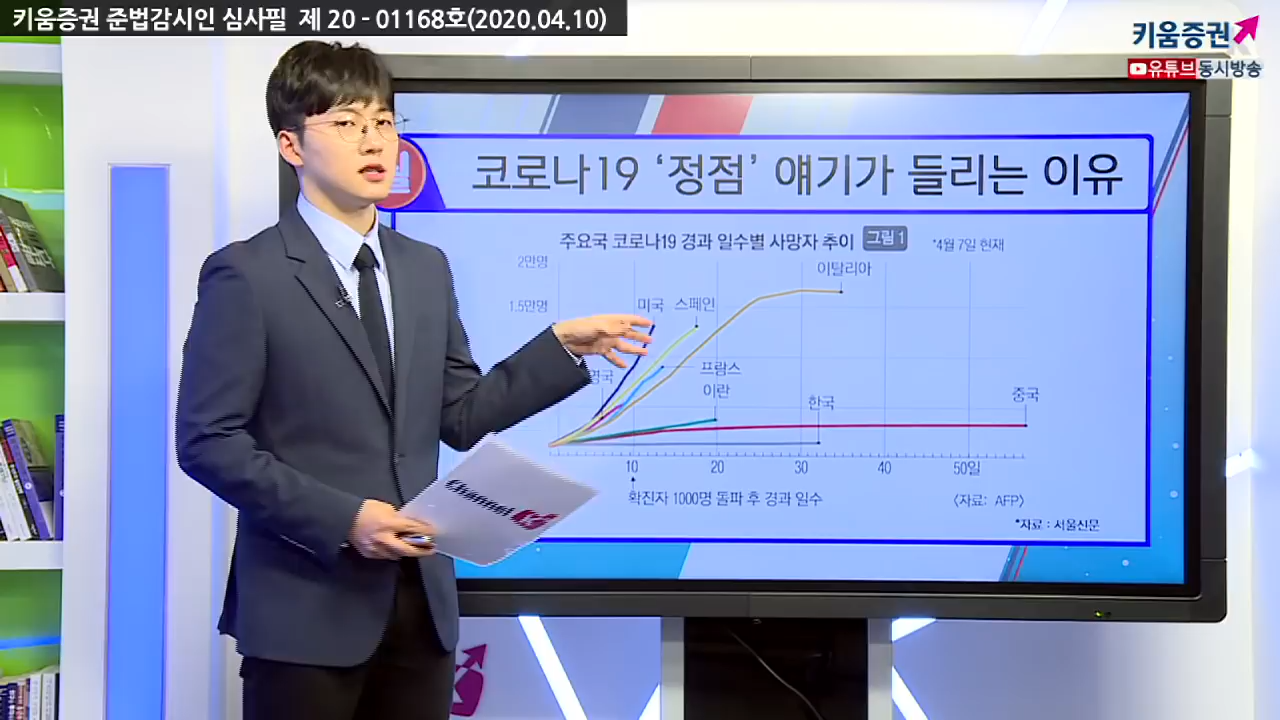 키움증권 준법감시인 심사필 제 20 - 01168호(2020.04.10)
키움증권
유튜브 동시방송
코로나19 ‘정점’ 얘기가 들리는 이유
주요국 코로나19 경과 일수별 사망자 추이 그림 1
*4월 7일 현재
2만명
1.5만명
이탈리아
미국
스페인
프랑스
영국
이란
한국
중국
10 20 30 40 50일
확진자 1000명 돌파 후 경과 일수
〈자료: AFP〉
*자료 : 서울신문
Channel K